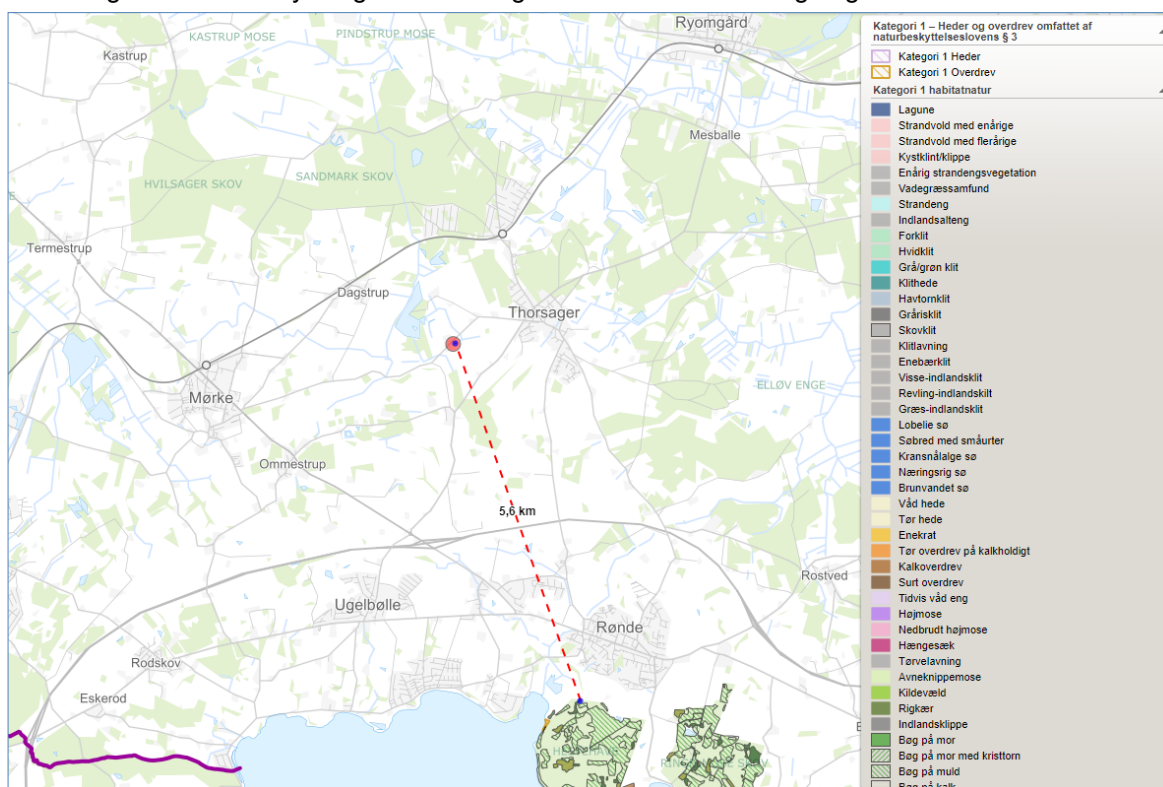 Ryomgård
KASTRUP MOSE
PINDSTRUP MOSE
Kastrup
Mesballe
HVILSAGER SKOV
SANDMARK SKOV
Termestrup
Dagstrup
Thorsager
ELLØV ENGE
Mørke
Ommestrup
5,6 km
Rostved
Ugelbølle
Rønde
Rodskov
Eskerod
Kategori 1 – Heder og overdrev omfattet af
naturbeskyttelseslovens § 3
Kategori 1 Heder
Kategori 1 Overdrev
Kategori 1 habitatnatur
Lagune
Strandvold med enårige
Strandvold med flerårige
Kystklint/klippe
Enårig strandengsvegetation
Vadegræssamfund
Strandeng
Indlandsalteng
Forklit
Hvidklit
Grå/grøn klit
Klithede
Havtornklit
Grårisklit
Skovklit
Klitlavning
Enebærklit
Visse-indlandsklit
Revling-indlandskilt
Græs-indlandsklit
Lobelie sø
Søbred med småurter
Kransnålalge sø
Næringsrig sø
Brunvandet sø
Våd hede
Tør hede
Enekrat
Tør overdrev på kalkholdigt
Kalkoverdrev
Surt overdrev
Tidvis våd eng
Højmose
Nedbrudt højmose
Hængesæk
Tørvelavning
Avneknippemose
Kildevæld
Rigkær
Indlandsklippe
Bøg på mor
Bøg på mor med kristtorn
Bøg på muld
Bøg på kalk